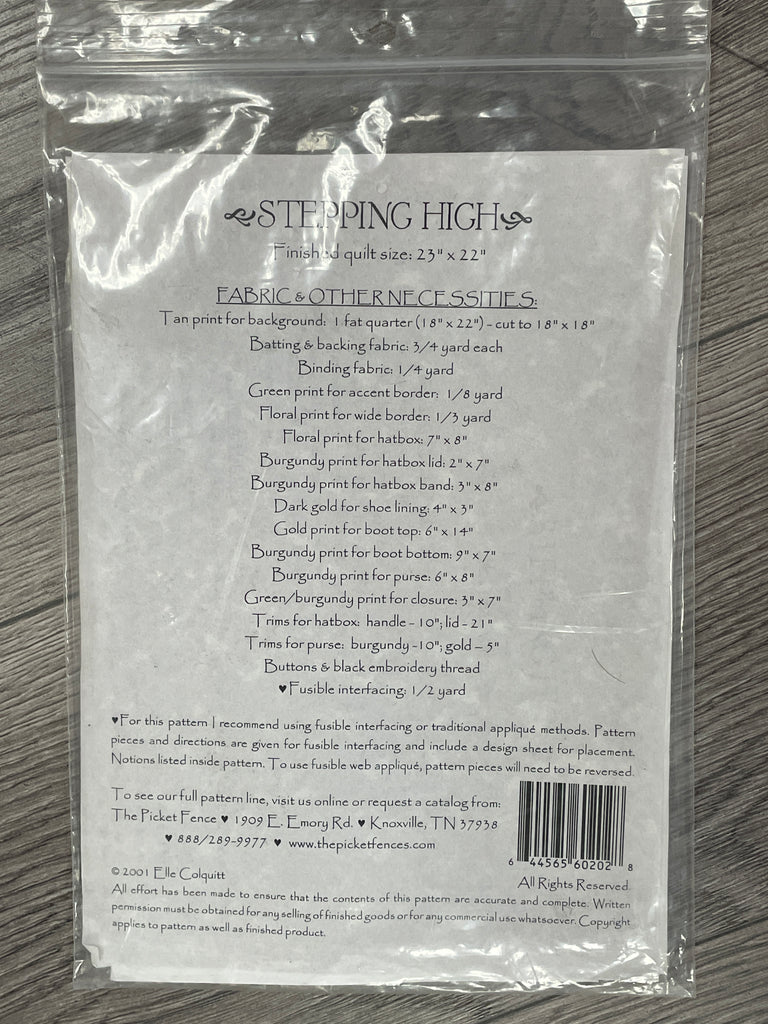 STEPPING HIGH
Finished quilt size: 23" x 22"
FABRIC & OTHER NECESSITIES:
Tan print for background: 1 fat quarter (18" x 22") - cut to 18" x 18"
Batting & backing fabric: 3/4 yard each
Binding fabric: 1/4 yard
Green print for accent border: 1/8 yard
Floral print for wide border: 1/3 yard
Floral print for hatbox: 7" x 8"
Burgundy print for hatbox lid: 2" x 7"
Burgundy print for hatbox band: 3" x 8"
Dark gold for shoe lining: 4" x 3"
Gold print for boot top: 6" x 14"
Burgundy print for boot bottom: 9" x 7"
Burgundy print for purse: 6" x 8"
Green/burgundy print for closure: 3" x 7"
Trims for hatbox: handle - 10"; lid - 21"
Trims for purse: burgundy -10"; gold – 5"
Buttons & black embroidery thread
♥Fusible interfacing: 1/2 yard
♥For this pattern I recommend using fusible interfacing or traditional appliqué methods. Pattern
pieces and directions are given for fusible interfacing and include a design sheet for placement.
Notions listed inside pattern. To use fusible web appliqué, pattern pieces will need to be reversed.
To see our full pattern line, visit us online or request a catalog from:
The Picket Fence ♥ 1909 E. Emory Rd. ♥ Knoxville, TN 37938
♥ 888/289-9977 ♥ www.thepicketfences.com
6 44565 60202 8
© 2001 Elle Colquitt
All Rights Reserved.
All effort has been made to ensure that the contents of this pattern are accurate and complete. Written
permission must be obtained for any selling of finished goods or for any commercial use whatsoever. Copyright
applies to pattern as well as finished product.